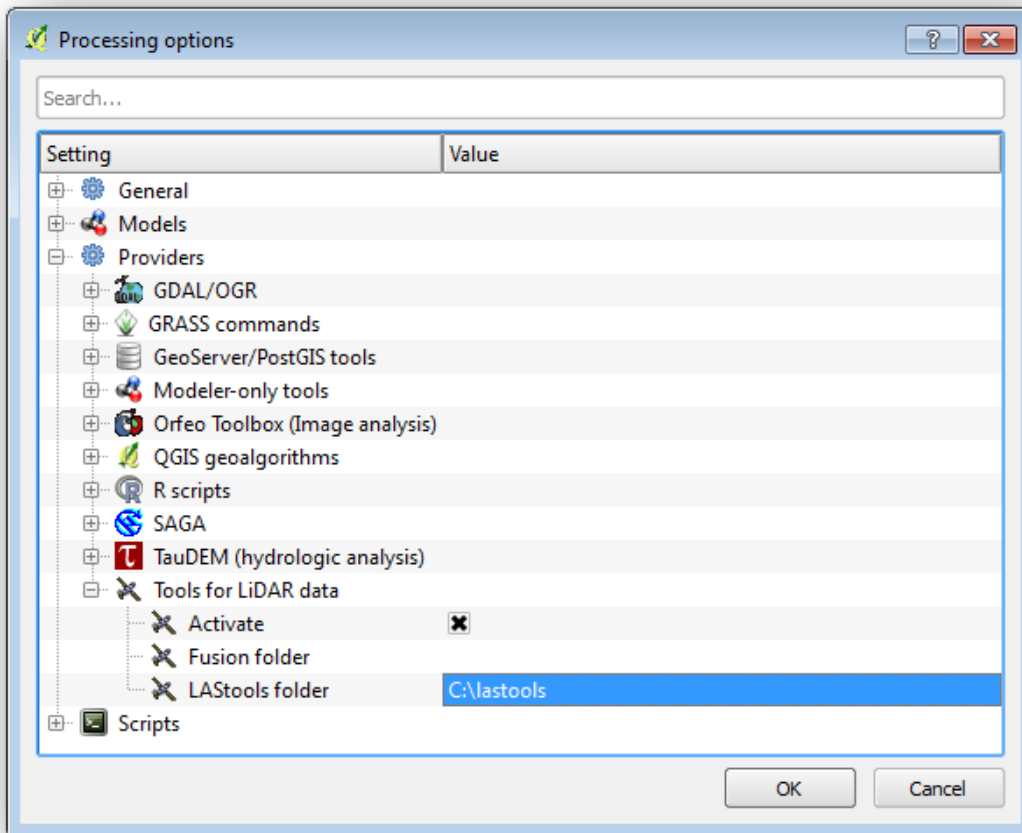 Processing options
Search...
Setting Value
General
Models
Providers
GDAL/OGR
GRASS commands
GeoServer/PostGIS tools
Modeler-only tools
Orfeo Toolbox (Image analysis)
QGIS geoalgorithms
R scripts
SAGA
TauDEM (hydrologic analysis)
Tools for LiDAR data
Activate
Fusion folder
LAStools folder C:\lastools
Scripts
OK Cancel